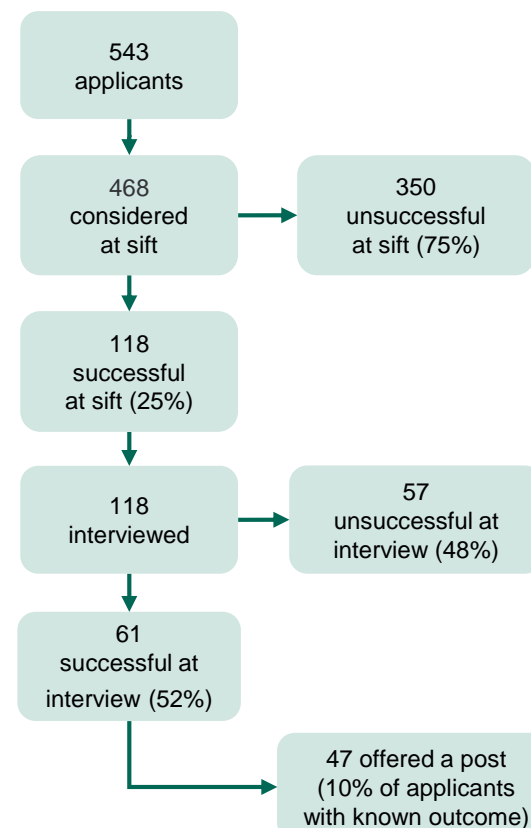 543
applicants
468
considered
at sift
350
unsuccessful
at sift (75%)
118
successful
at sift (25%)
118
interviewed
57
unsuccessful at
interview (48%)
61
successful at
interview (52%)
47 offered a post
(10% of applicants
with known outcome)